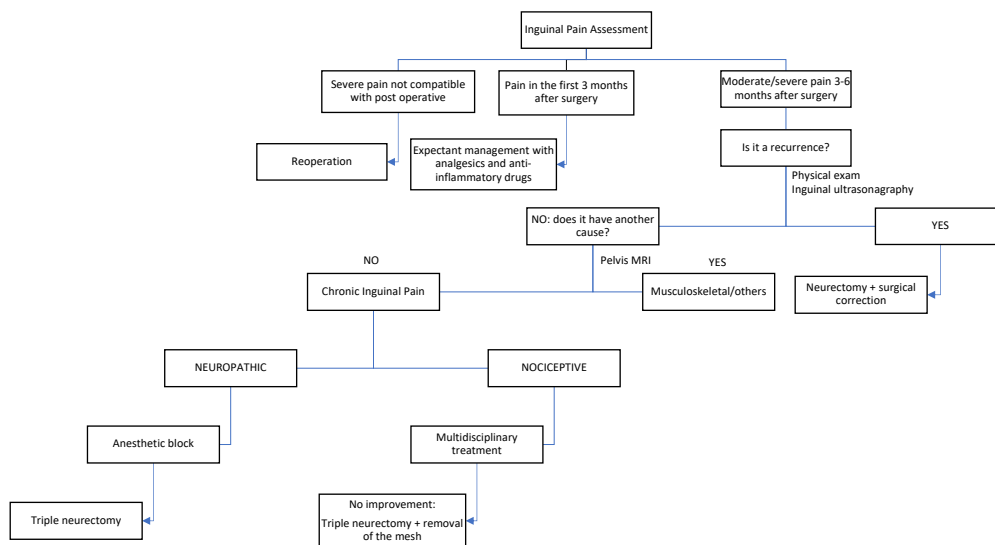 Inguinal Pain Assessment
Severe pain not compatible
with post operative
Pain in the first 3 months
after surgery
Moderate/severe pain 3-6
months after surgery
Reoperation
Expectant management with
analgesics and anti-
inflammatory drugs
Is it a recurrence?
Physical exam
Inguinal ultrasonagraphy
NO: does it have another
cause?
YES
NO
Pelvis MRI
YES
Chronic Inguinal Pain
Musculoskeletal/others
Neurectomy + surgical
correction
NEUROPATHIC
NOCICEPTIVE
Anesthetic block
Multidisciplinary
treatment
Triple neurectomy
No improvement:
Triple neurectomy + removal
of the mesh